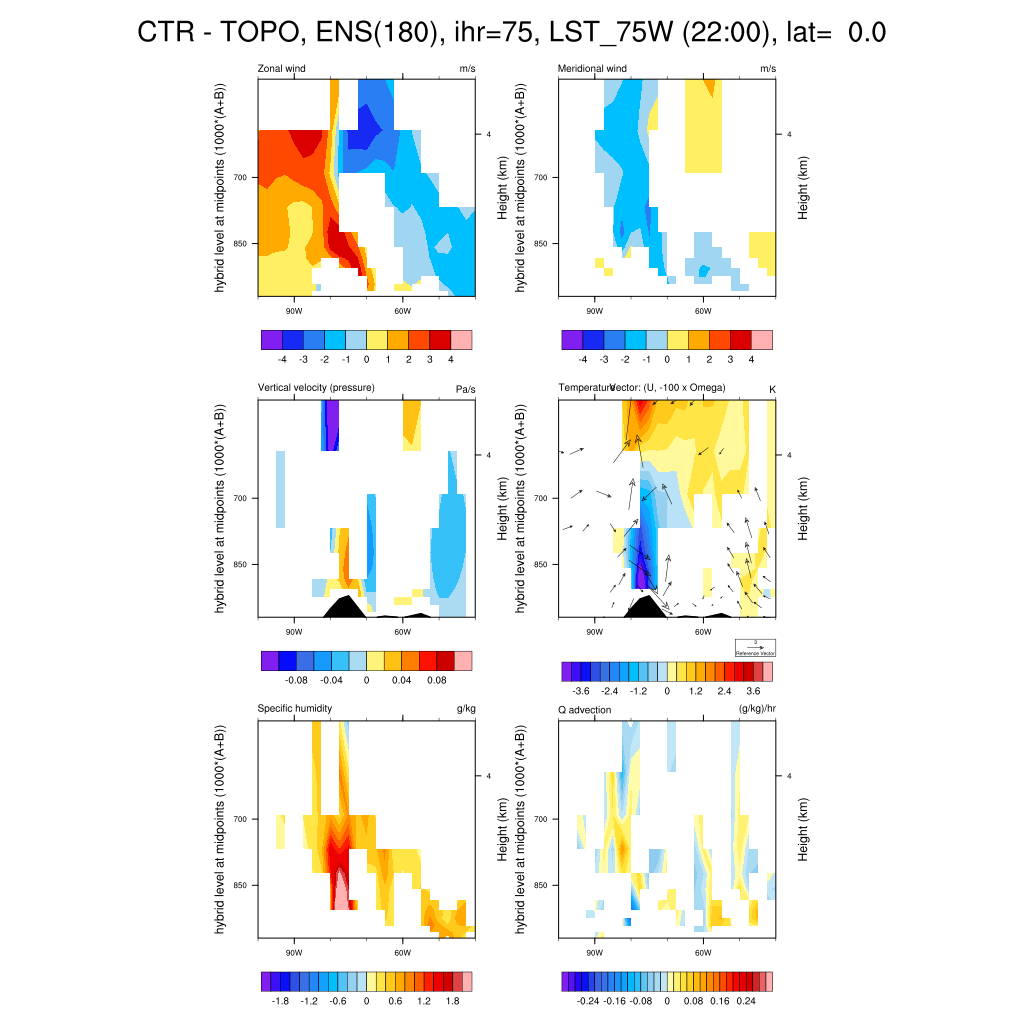 CTR - TOPO, ENS(180), ihr=75, LST_75W (22:00), lat= 0.0
Zonal wind m/s
hybrid level at midpoints (1000*(A+B))
700
850
4
Height (km)
90W 60W
-4 -3 -2 -1 0 1 2 3 4
Meridional wind m/s
hybrid level at midpoints (1000*(A+B))
700
850
4
Height (km)
90W 60W
-4 -3 -2 -1 0 1 2 3 4
Vertical velocity (pressure) Pa/s
hybrid level at midpoints (1000*(A+B))
700
850
4
Height (km)
90W 60W
-0.08 -0.04 0 0.04 0.08
Temperature Vector: (U, -100 x Omega) K
hybrid level at midpoints (1000*(A+B))
700
850
4
Height (km)
90W 60W
3
Reference Vector
-3.6 -2.4 -1.2 0 1.2 2.4 3.6
Specific humidity g/kg
hybrid level at midpoints (1000*(A+B))
700
850
4
Height (km)
90W 60W
-1.8 -1.2 -0.6 0 0.6 1.2 1.8
Q advection (g/kg)/hr
hybrid level at midpoints (1000*(A+B))
700
850
4
Height (km)
90W 60W
-0.24 -0.16 -0.08 0 0.08 0.16 0.24